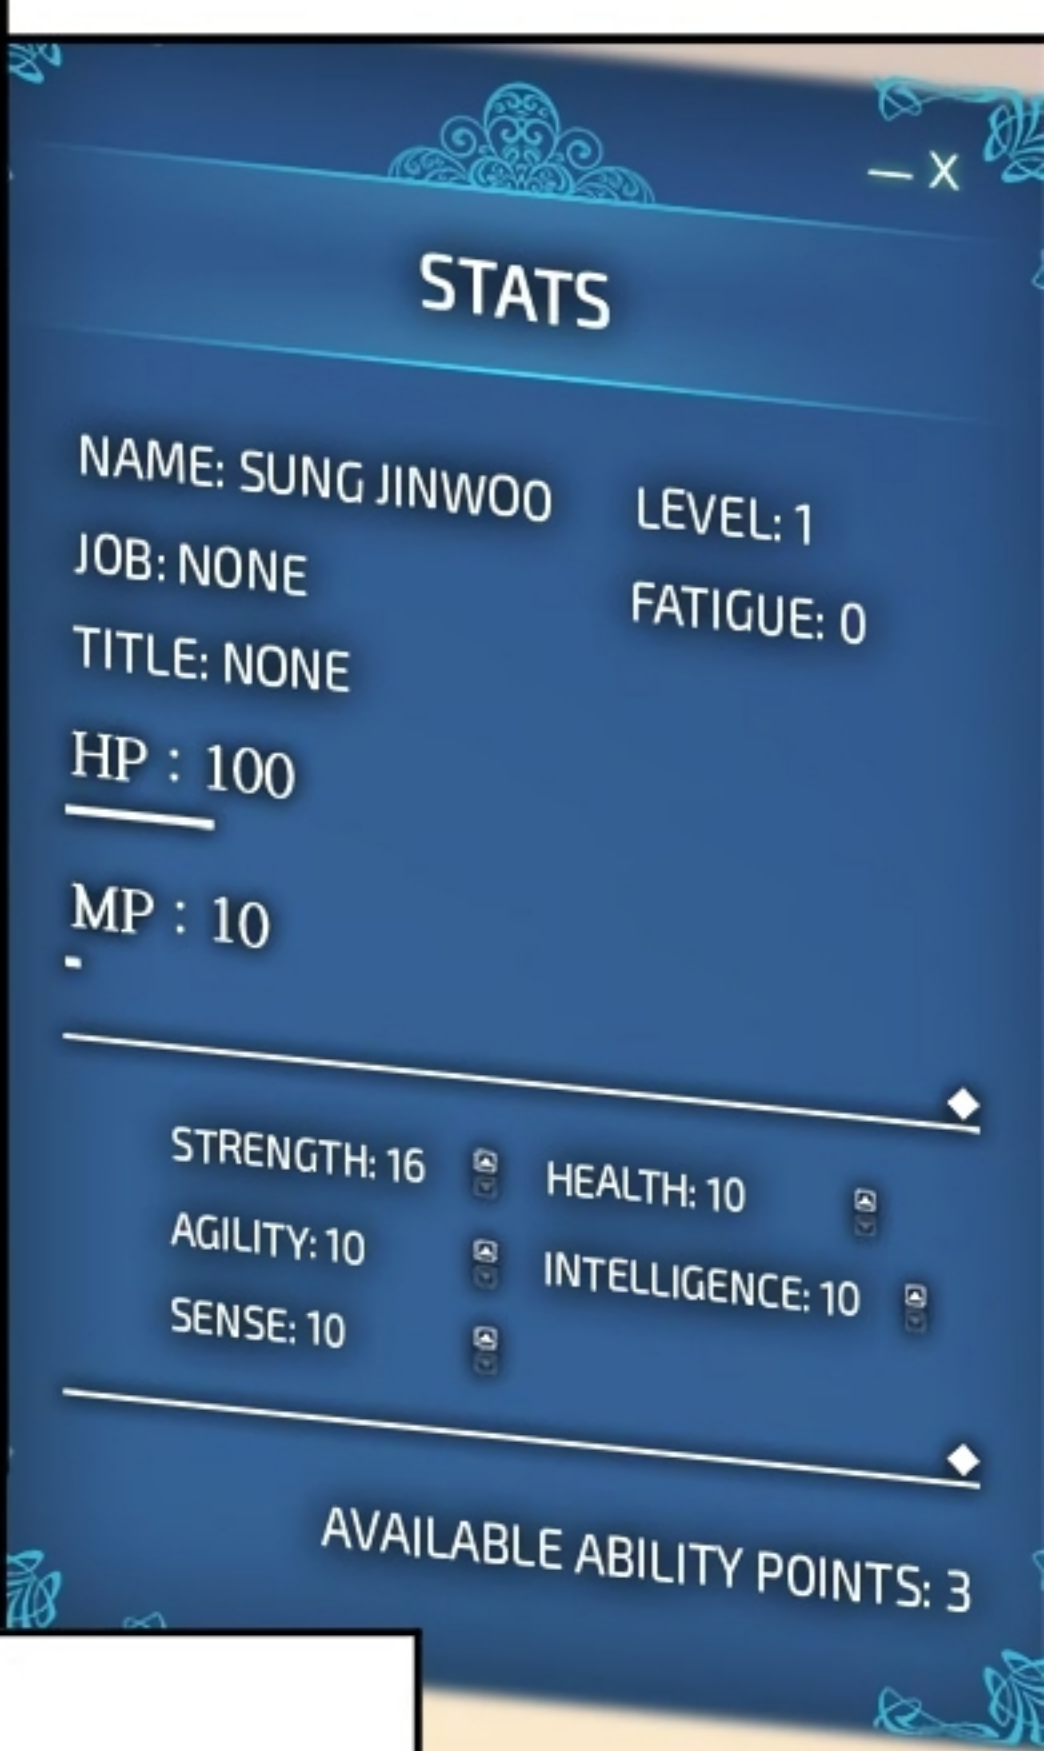 — X
STATS
NAME: SUNG JINWOO
LEVEL: 1
JOB: NONE
FATIGUE: 0
TITLE: NONE
HP : 100
MP : 10
STRENGTH: 16
HEALTH: 10
AGILITY: 10
INTELLIGENCE: 10
SENSE: 10
AVAILABLE ABILITY POINTS: 3